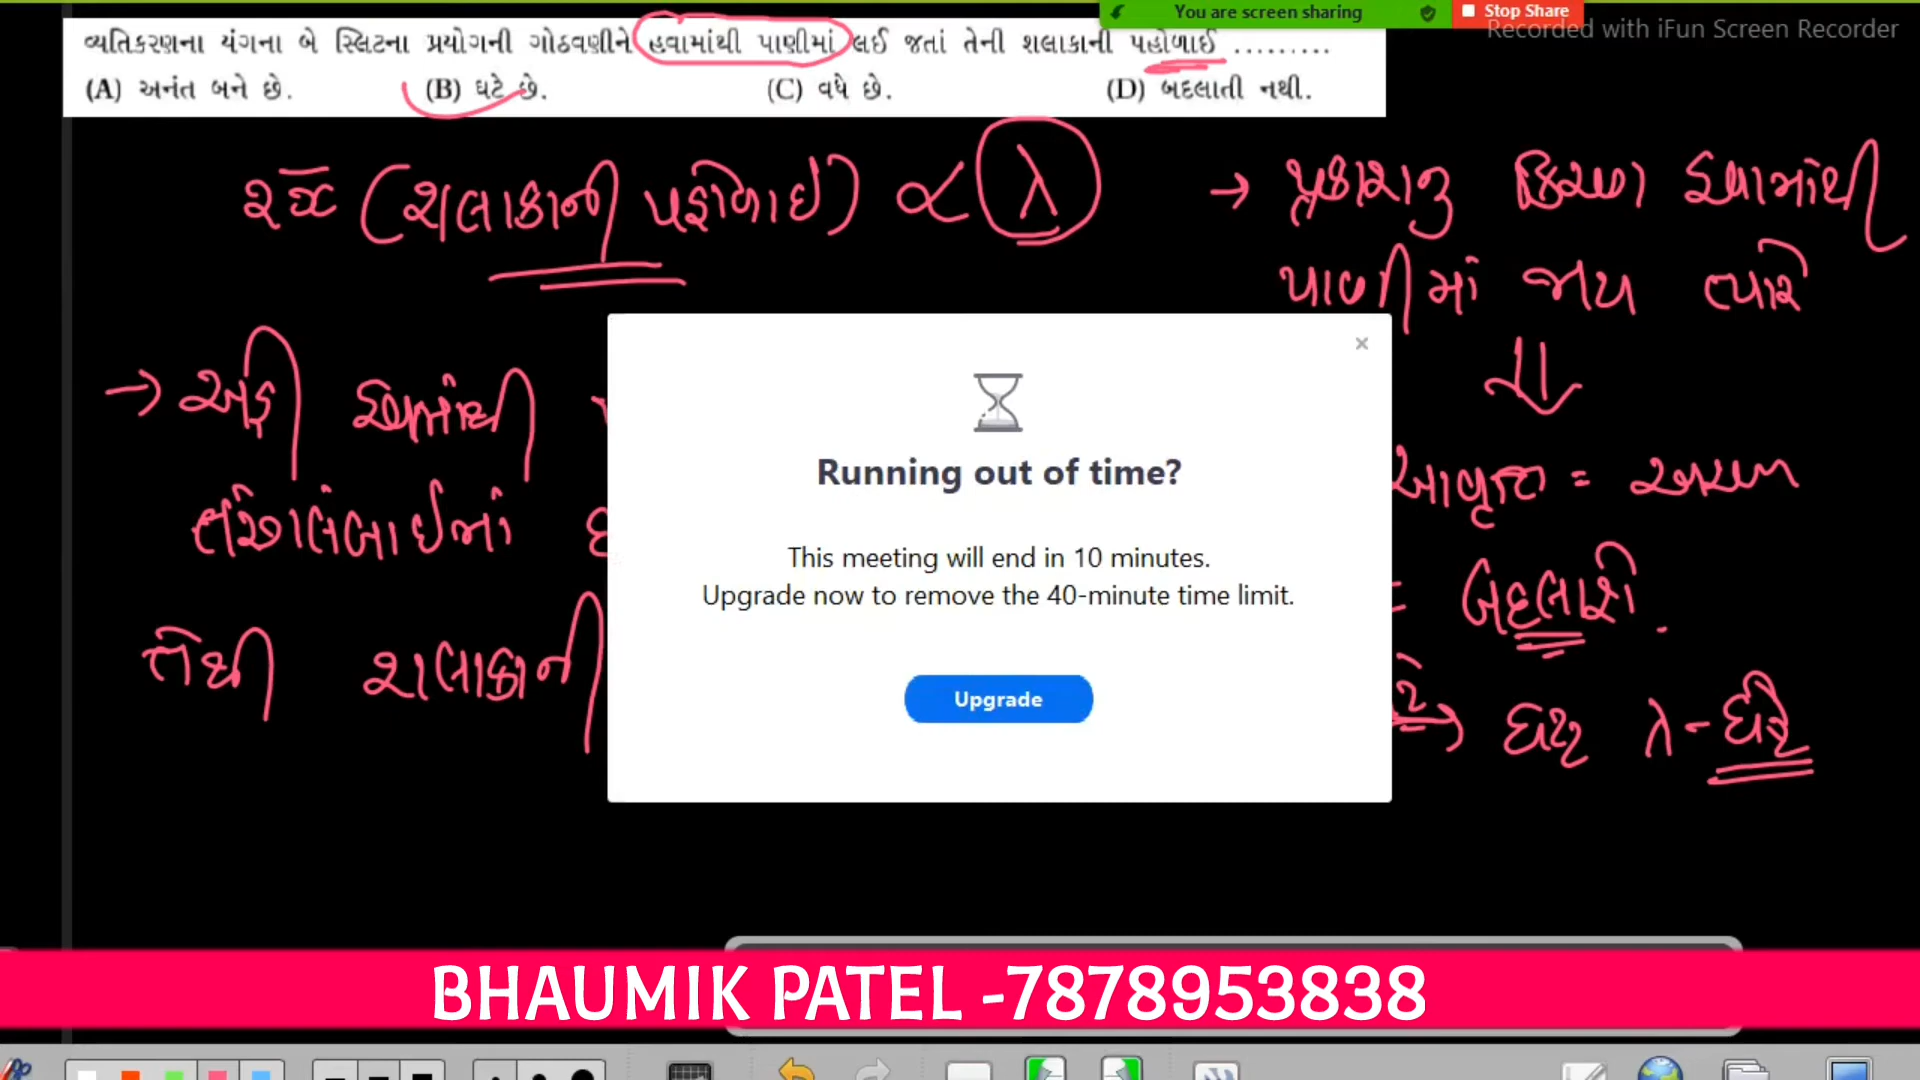 You are screen sharing
Stop Share
Recorded with iFun Screen Recorder
વ્યતિકરણના યંગના બે સ્લિટના પ્રયોગની ગોઠવણીને હવામાંથી પાણીમાં લઈ જતાં તેની શલાકાની પહોળાઈ .........
(A) અનંત બને છે. (B) ઘટે છે. (C) વધે છે. (D) બદલાતી નથી.
(શલાકાની પહોળાઈ) ∝ λ
→ પ્રકાશનું કિરણ હવામાંથી
પાણીમાં જાય ત્યારે
→ અહીં હવામાંથી
તરંગલંબાઈમાં
= બદલાશે.
તેથી શલાકાની
λ - ઘટે
Running out of time?
This meeting will end in 10 minutes.
Upgrade now to remove the 40-minute time limit.
Upgrade
BHAUMIK PATEL -7878953838